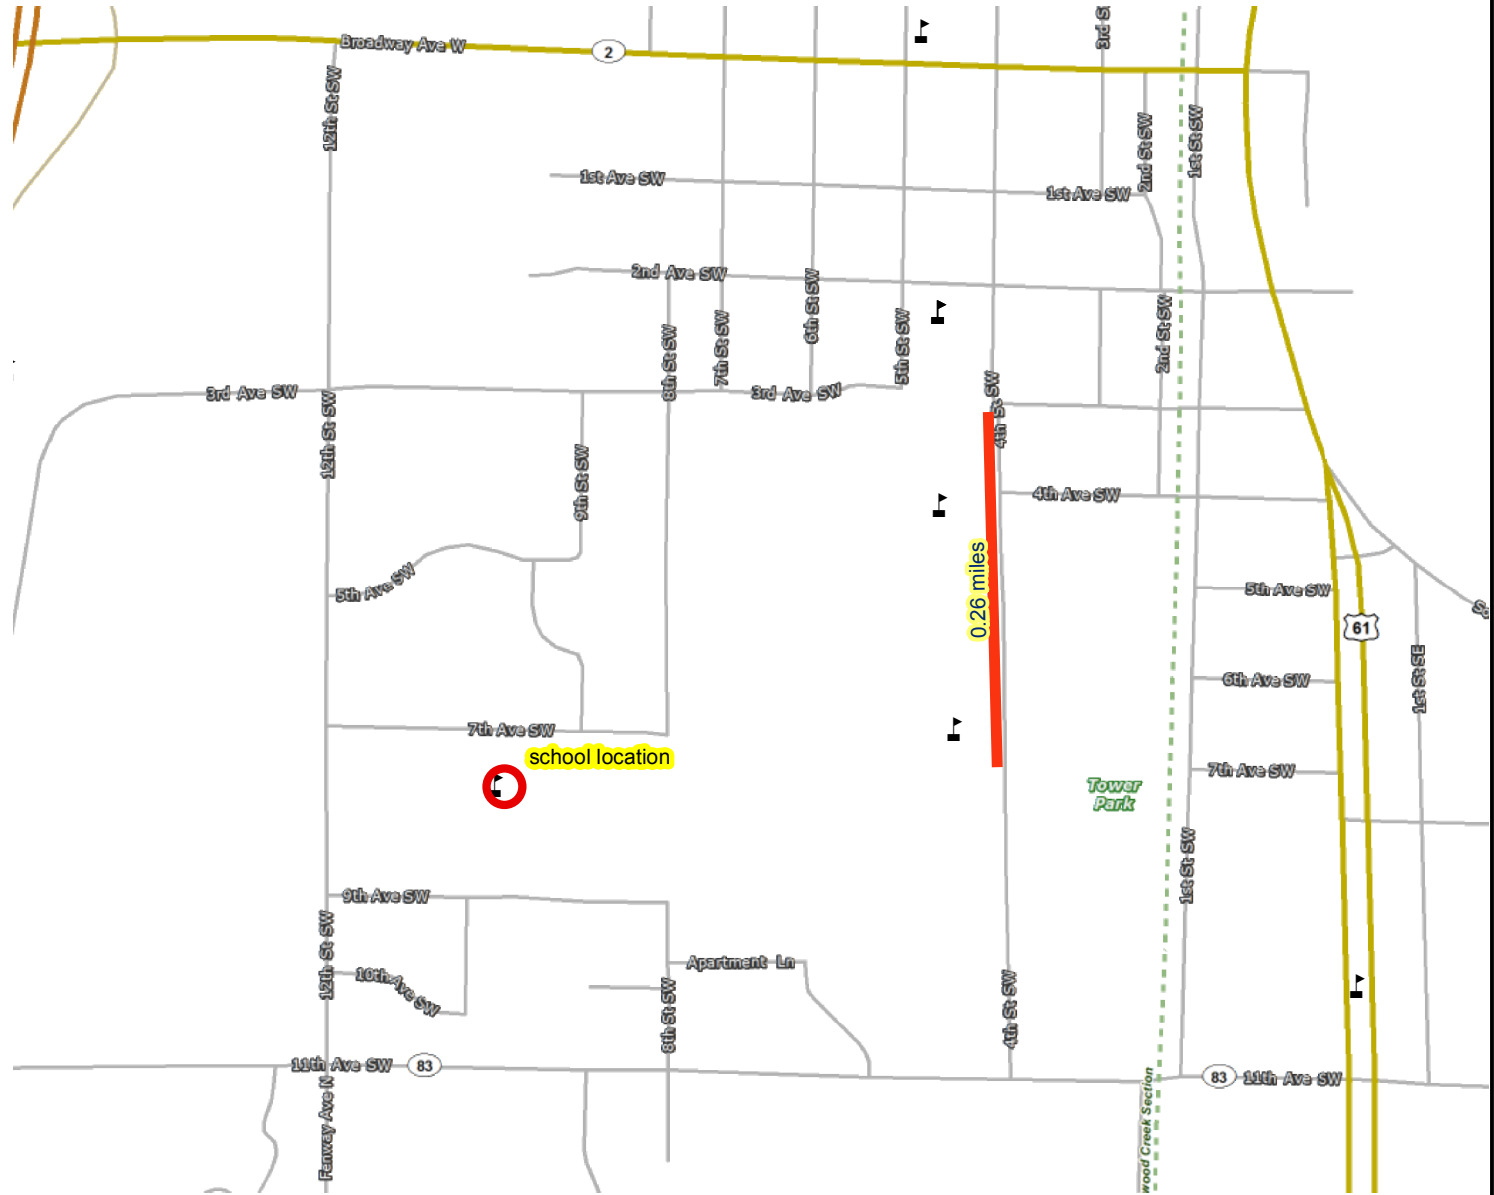 Broadway Ave W
2
3rd S
12th St SW
2nd St SW
1st St SW
1st Ave SW
1st Ave SW
2nd Ave SW
6th St SW
8th St SW
7th St SW
5th St SW
2nd St SW
3rd Ave SW
3rd Ave SW
4th St SW
12th St SW
9th St SW
4th Ave SW
5th Ave SW
0.26 miles
5th Ave SW
61
So
6th Ave SW
1st St SE
7th Ave SW
school location
7th Ave SW
Tower
Park
1st St SW
9th Ave SW
12th St SW
10th Ave SW
Apartment Ln
8th St SW
4th St SW
11th Ave SW
83
83
11th Ave SW
Fenway Ave N
wood Creek Section